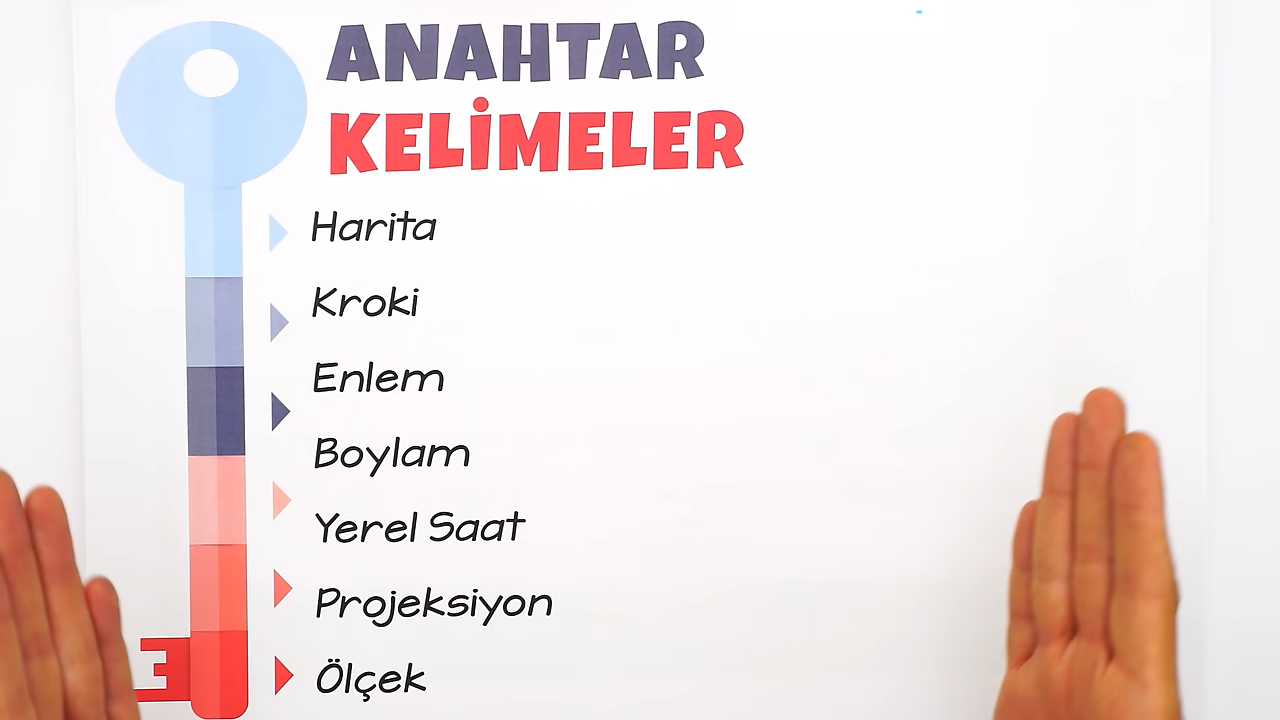 ANAHTAR
KELİMELER
Harita
Kroki
Enlem
Boylam
Yerel Saat
Projeksiyon
Ölçek